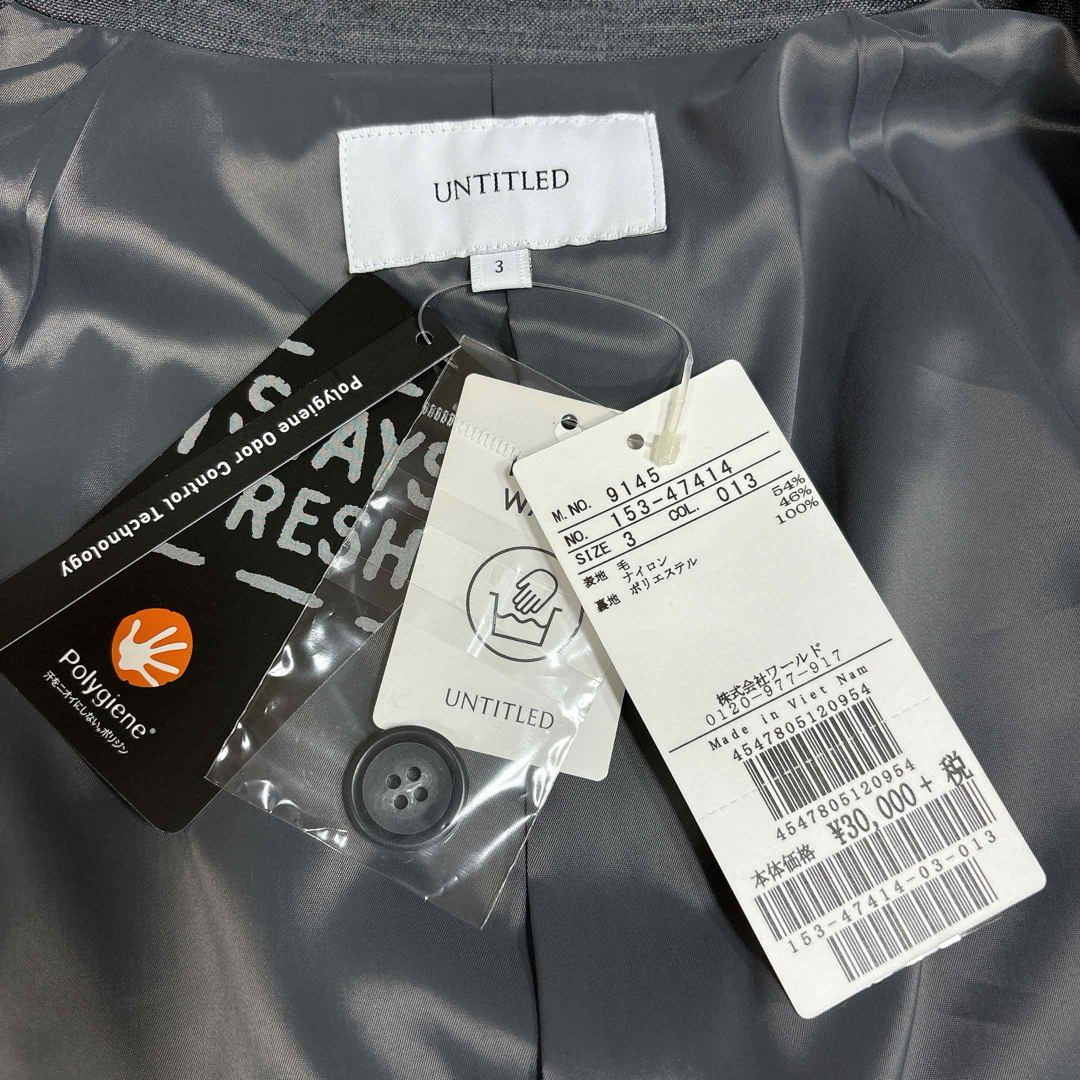 UNTITLED
3
Polygiene Odor Control Technology
RESH
Polygiene®
汗をニオイにしない。ポリジン
UNTITLED
M.NO. 9145
NO. 153-47414
SIZE 3 COL. 013
表地 毛 54%
ナイロン 46%
裏地 ポリエステル 100%
株式会社ワールド
0120-977-917
Made in Viet Nam
4547805120954
4547805120954
本体価格 ¥30,000+税
153-47414-03-013